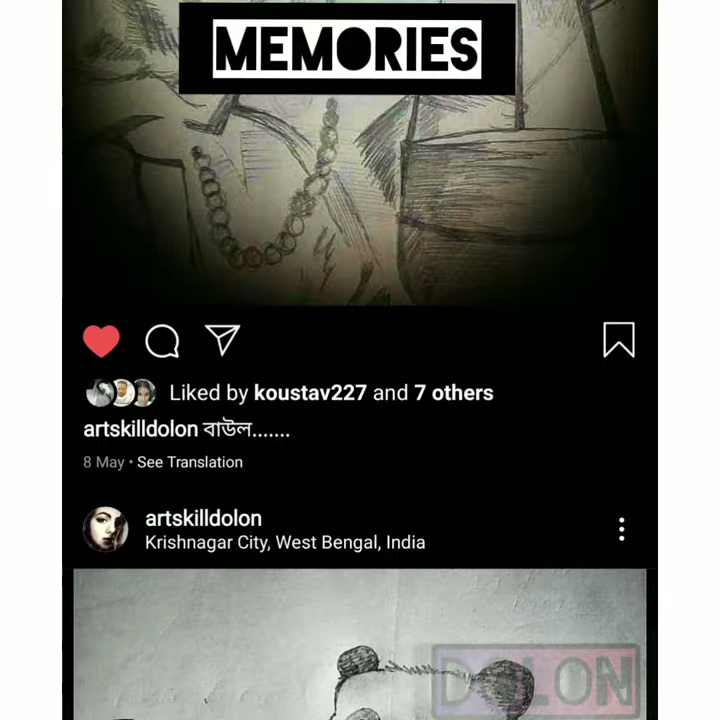 MEMORIES
Liked by koustav227 and 7 others
artskilldolon বাউল.......
8 May • See Translation
artskilldolon
Krishnagar City, West Bengal, India
DOLON